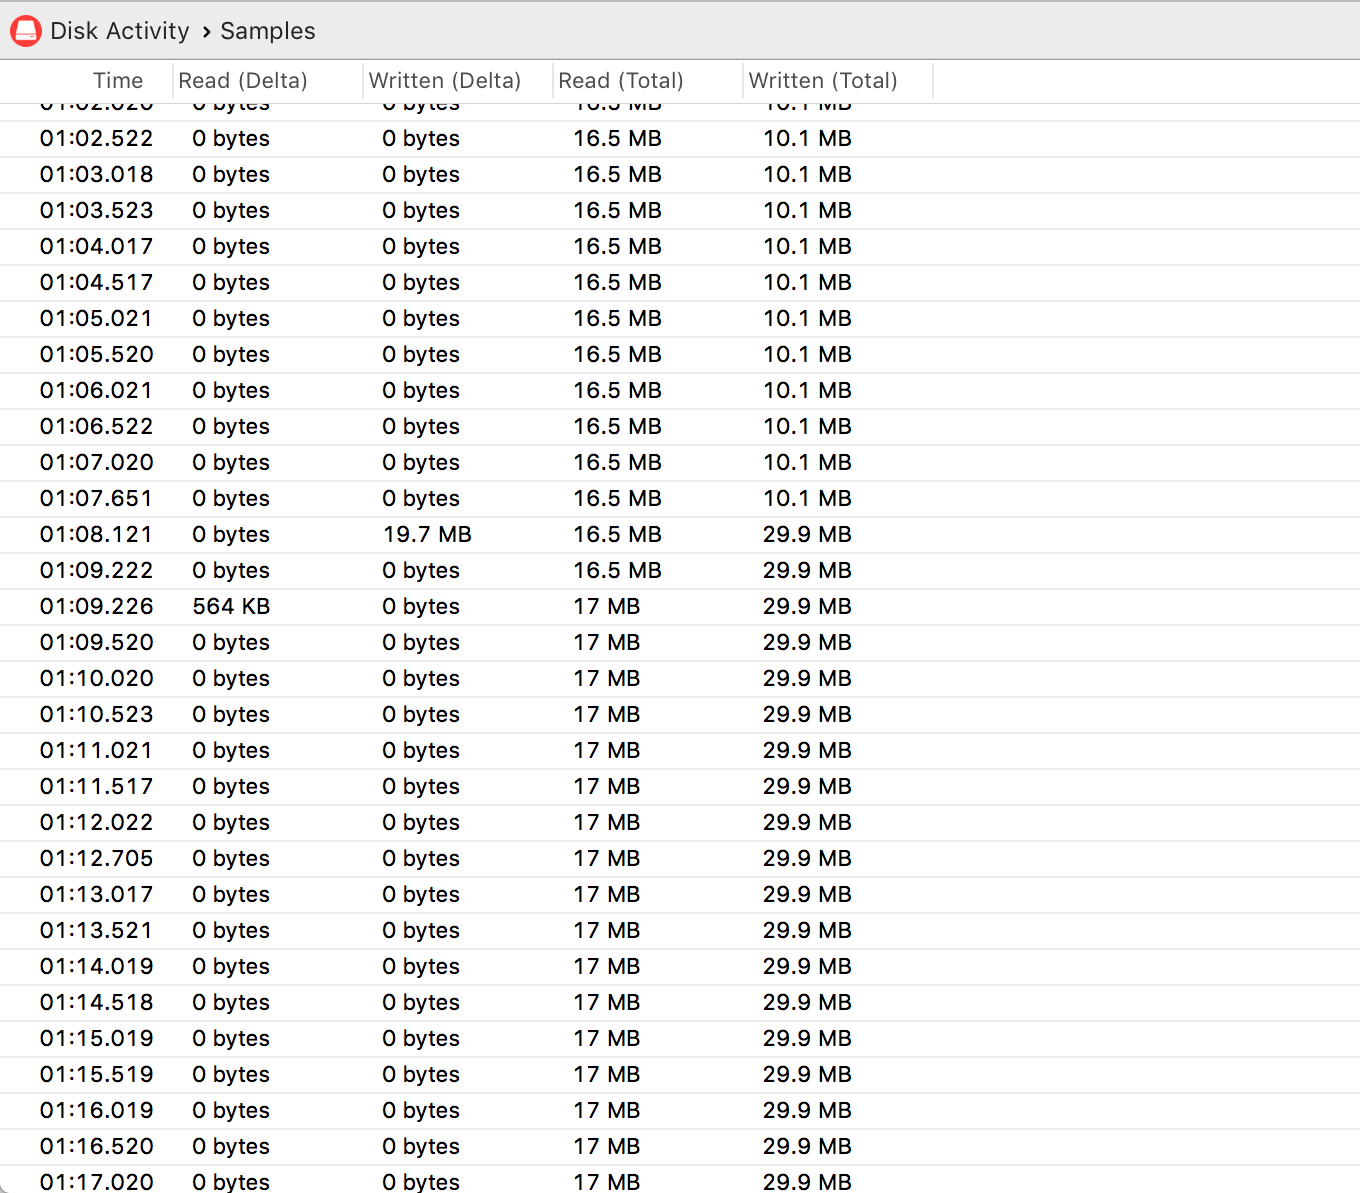 Disk Activity › Samples
Time Read (Delta) Written (Delta) Read (Total) Written (Total)
01:02.020 0 bytes 0 bytes 16.5 MB 10.1 MB
01:02.522 0 bytes 0 bytes 16.5 MB 10.1 MB
01:03.018 0 bytes 0 bytes 16.5 MB 10.1 MB
01:03.523 0 bytes 0 bytes 16.5 MB 10.1 MB
01:04.017 0 bytes 0 bytes 16.5 MB 10.1 MB
01:04.517 0 bytes 0 bytes 16.5 MB 10.1 MB
01:05.021 0 bytes 0 bytes 16.5 MB 10.1 MB
01:05.520 0 bytes 0 bytes 16.5 MB 10.1 MB
01:06.021 0 bytes 0 bytes 16.5 MB 10.1 MB
01:06.522 0 bytes 0 bytes 16.5 MB 10.1 MB
01:07.020 0 bytes 0 bytes 16.5 MB 10.1 MB
01:07.651 0 bytes 0 bytes 16.5 MB 10.1 MB
01:08.121 0 bytes 19.7 MB 16.5 MB 29.9 MB
01:09.222 0 bytes 0 bytes 16.5 MB 29.9 MB
01:09.226 564 KB 0 bytes 17 MB 29.9 MB
01:09.520 0 bytes 0 bytes 17 MB 29.9 MB
01:10.020 0 bytes 0 bytes 17 MB 29.9 MB
01:10.523 0 bytes 0 bytes 17 MB 29.9 MB
01:11.021 0 bytes 0 bytes 17 MB 29.9 MB
01:11.517 0 bytes 0 bytes 17 MB 29.9 MB
01:12.022 0 bytes 0 bytes 17 MB 29.9 MB
01:12.705 0 bytes 0 bytes 17 MB 29.9 MB
01:13.017 0 bytes 0 bytes 17 MB 29.9 MB
01:13.521 0 bytes 0 bytes 17 MB 29.9 MB
01:14.019 0 bytes 0 bytes 17 MB 29.9 MB
01:14.518 0 bytes 0 bytes 17 MB 29.9 MB
01:15.019 0 bytes 0 bytes 17 MB 29.9 MB
01:15.519 0 bytes 0 bytes 17 MB 29.9 MB
01:16.019 0 bytes 0 bytes 17 MB 29.9 MB
01:16.520 0 bytes 0 bytes 17 MB 29.9 MB
01:17.020 0 bytes 0 bytes 17 MB 29.9 MB